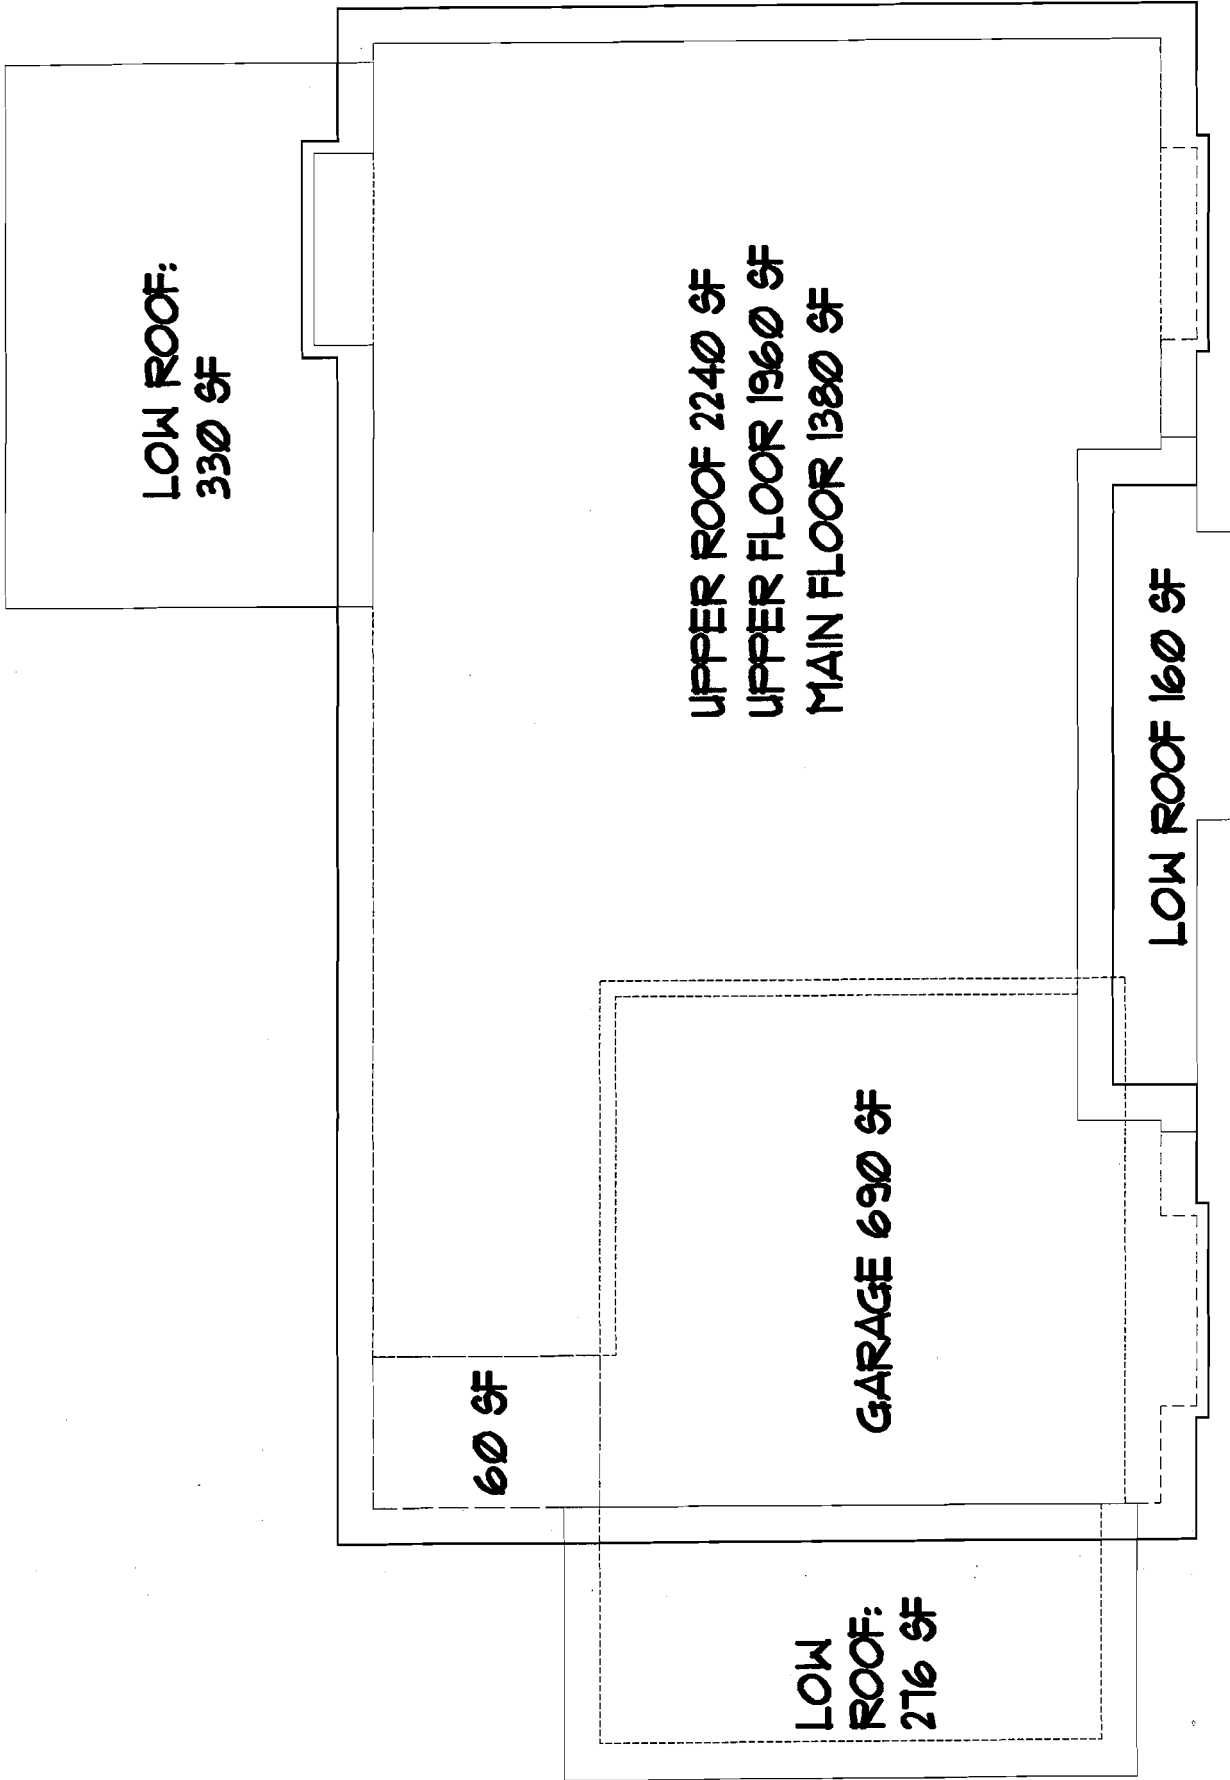 LOW ROOF:
330 SF
UPPER ROOF 2240 SF
UPPER FLOOR 1960 SF
MAIN FLOOR 1380 SF
LOW ROOF 160 SF
60 SF
GARAGE 690 SF
LOW
ROOF:
276 SF